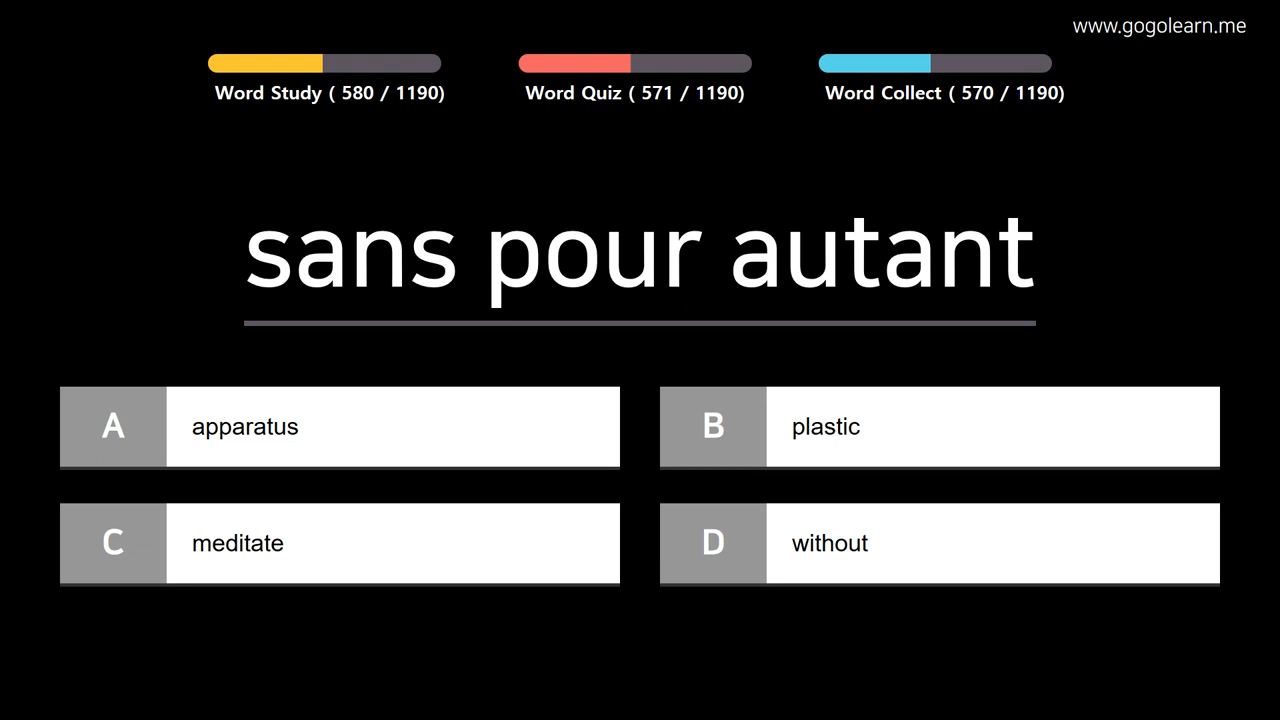 www.gogolearn.me
Word Study ( 580 / 1190)
Word Quiz ( 571 / 1190)
Word Collect ( 570 / 1190)
sans pour autant
A
apparatus
B
plastic
C
meditate
D
without